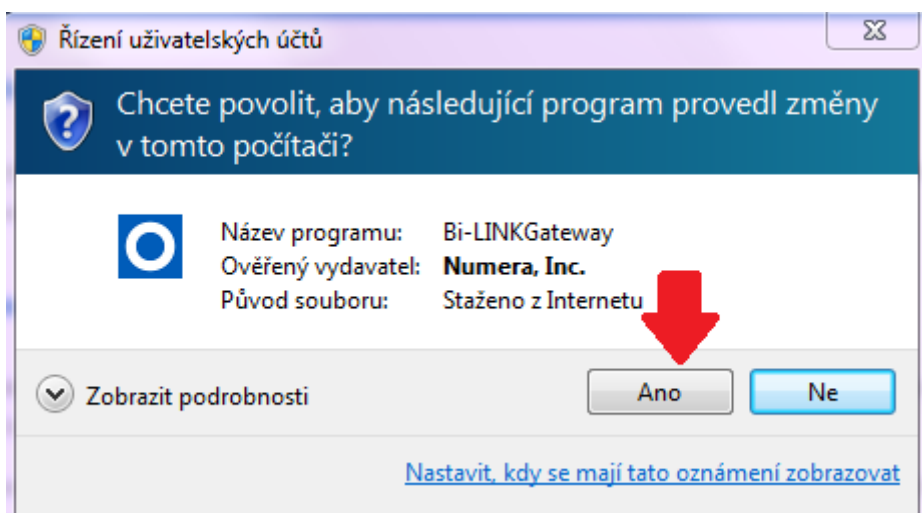 Řízení uživatelských účtů
Chcete povolit, aby následující program provedl změny
v tomto počítači?
Název programu: Bi-LINKGateway
Ověřený vydavatel: Numera, Inc.
Původ souboru: Staženo z Internetu
Zobrazit podrobnosti
Ano
Ne
Nastavit, kdy se mají tato oznámení zobrazovat